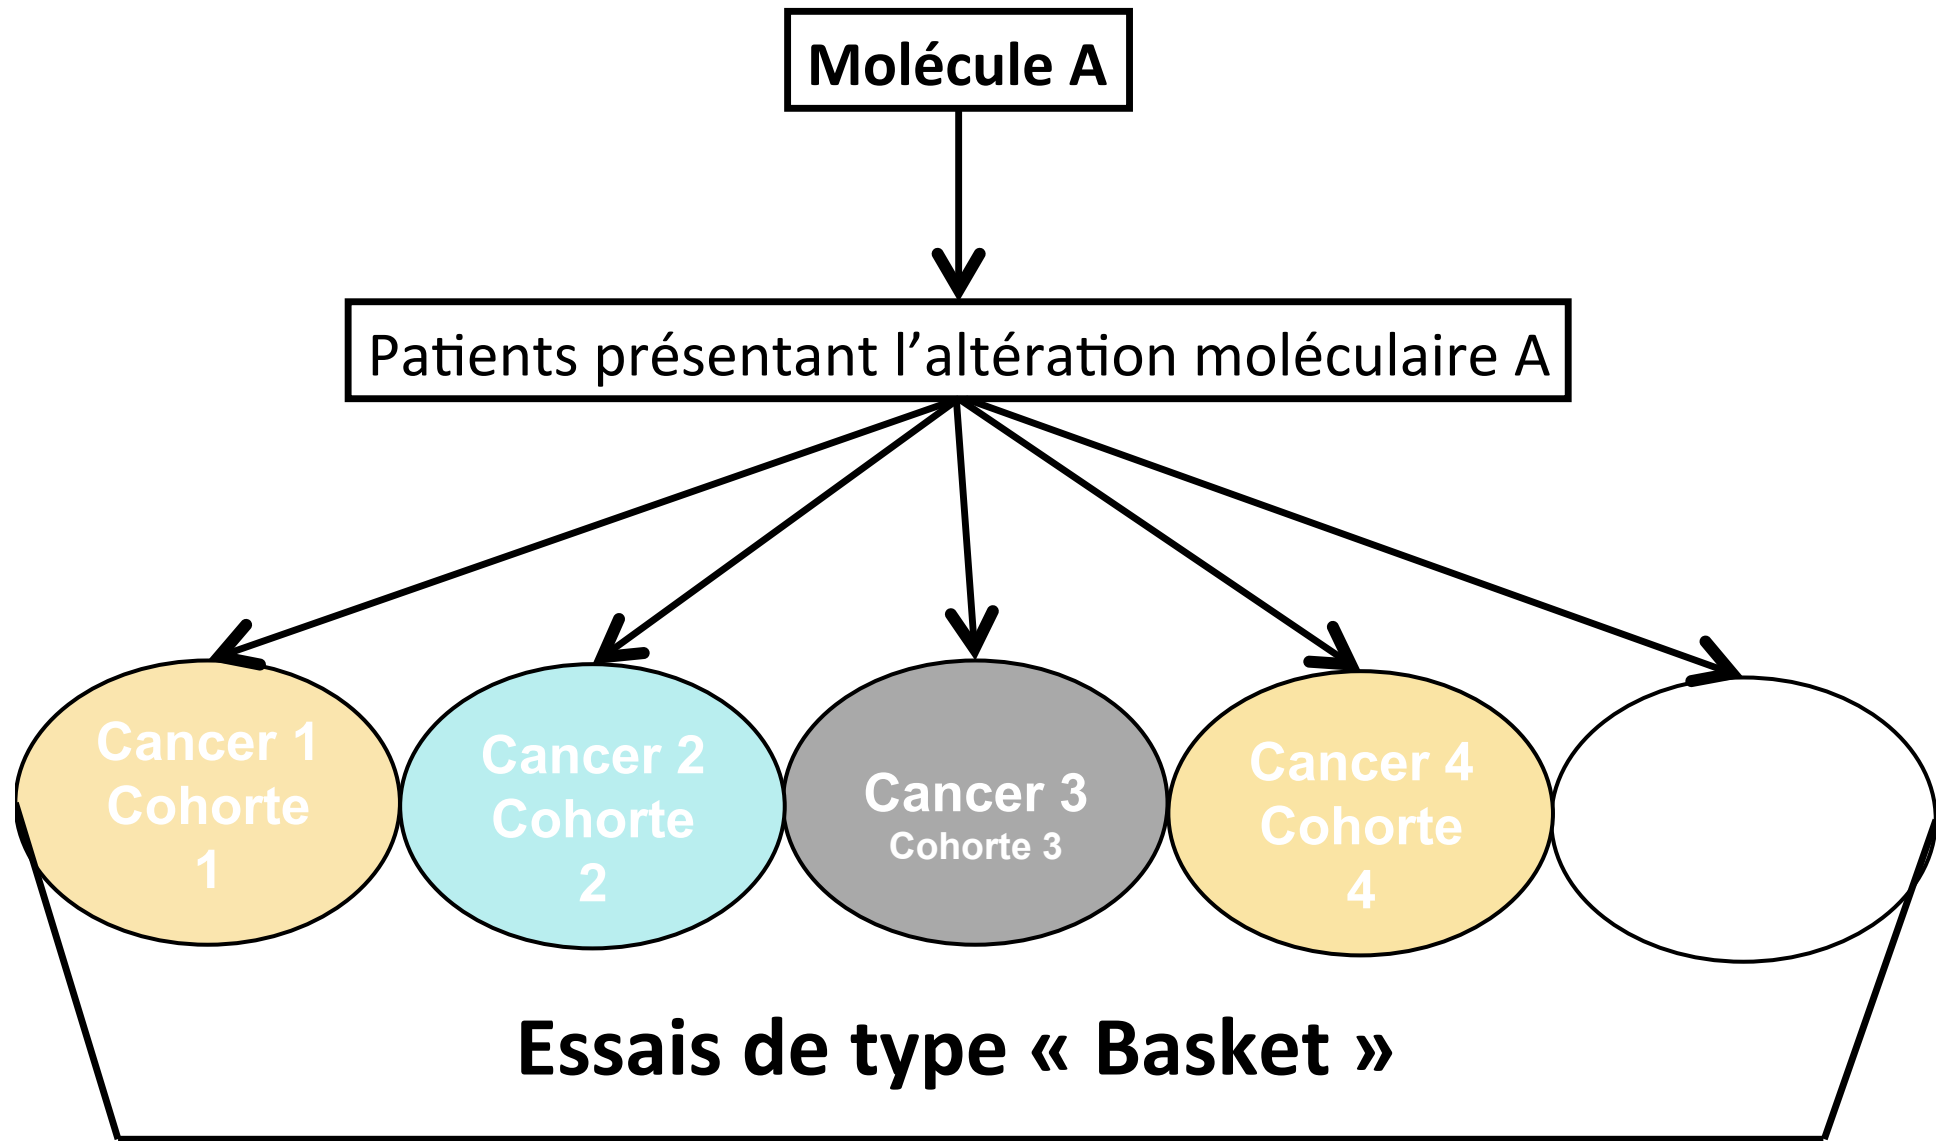 Molécule A
Patients présentant l’altération moléculaire A
Cancer 1
Cohorte
1
Cancer 2
Cohorte
2
Cancer 3
Cohorte 3
Cancer 4
Cohorte
4
Essais de type « Basket »